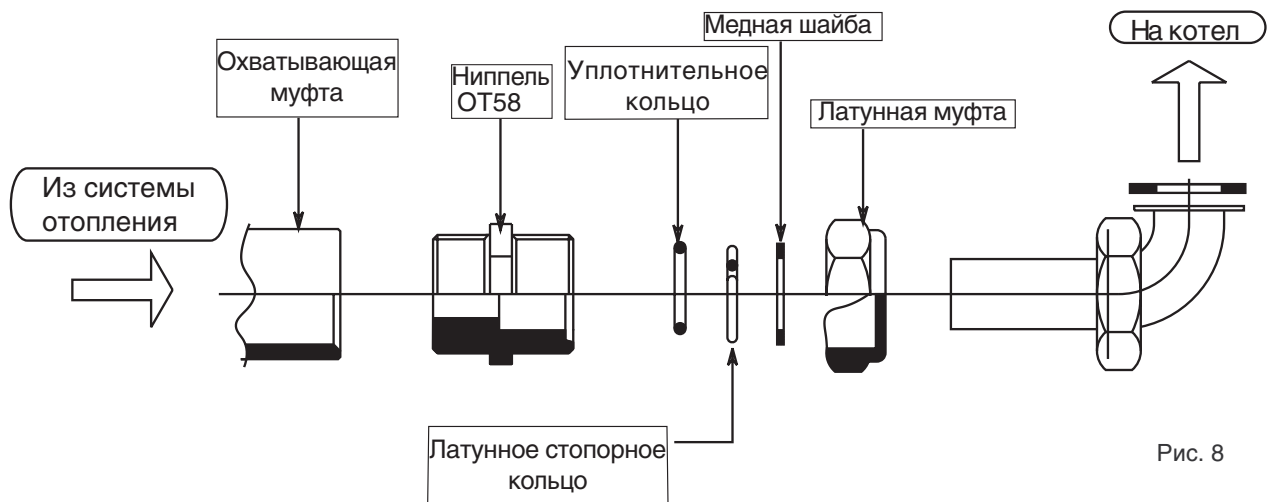 Медная шайба
На котел
Охватывающая
муфта
Ниппель
ОТ58
Уплотнительное
кольцо
Латунная муфта
Из системы
отопления
Латунное стопорное
кольцо
Рис. 8